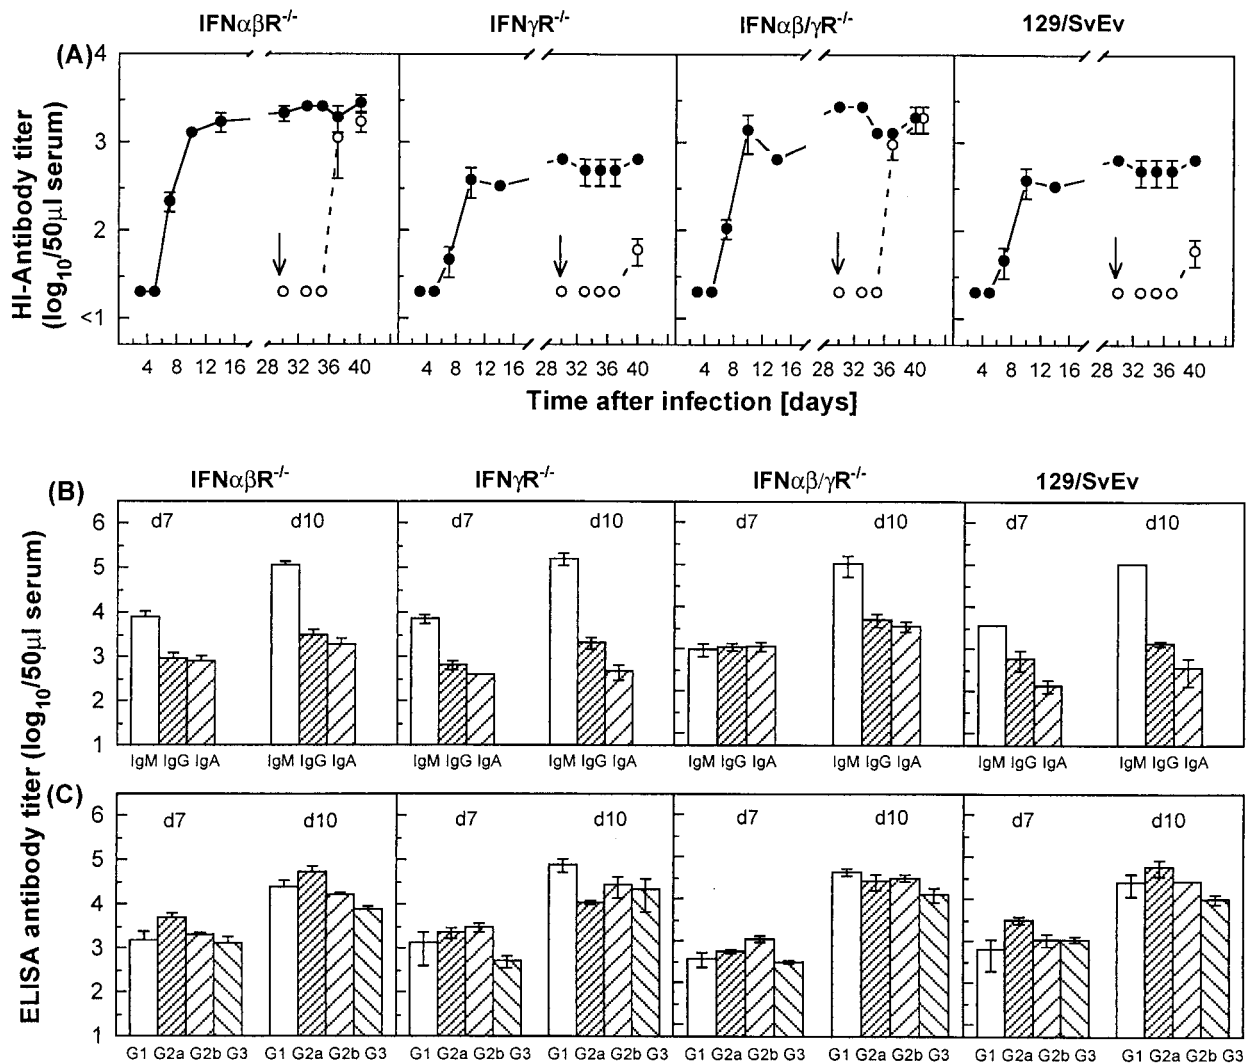 IFNαβR-/- IFNγR-/- IFNαβ/γR-/- 129/SvEv
(A)
HI-Antibody titer
(log10/50µl serum)
4
3
2
<1
4 8 12 16 28 32 36 40 4 8 12 16 28 32 36 40 4 8 12 16 28 32 36 40 4 8 12 16 28 32 36 40
Time after infection [days]
IFNαβR-/- IFNγR-/- IFNαβ/γR-/- 129/SvEv
(B)
ELISA antibody titer (log10/50µl serum)
d7 d10 d7 d10 d7 d10 d7 d10
6
5
4
3
2
1
IgM IgG IgA IgM IgG IgA IgM IgG IgA IgM IgG IgA IgM IgG IgA IgM IgG IgA IgM IgG IgA IgM IgG IgA
(C)
d7 d10 d7 d10 d7 d10 d7 d10
6
5
4
3
2
1
G1 G2a G2b G3 G1 G2a G2b G3 G1 G2a G2b G3 G1 G2a G2b G3 G1 G2a G2b G3 G1 G2a G2b G3 G1 G2a G2b G3 G1 G2a G2b G3